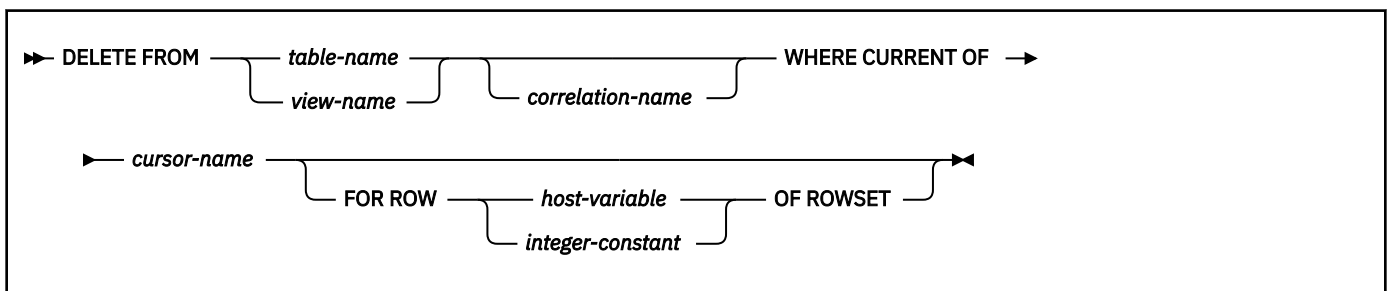 DELETE FROM table-name WHERE CURRENT OF
view-name correlation-name
cursor-name
FOR ROW host-variable OF ROWSET
integer-constant